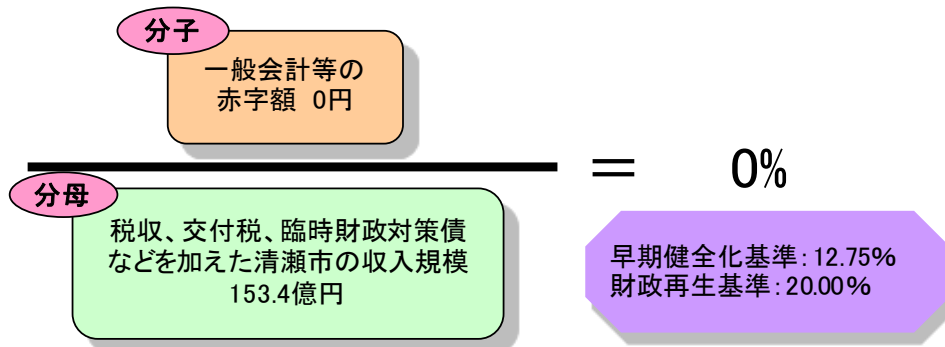 分子
一般会計等の
赤字額 0円
＝ 0%
分母
税収、交付税、臨時財政対策債
などを加えた清瀬市の収入規模
153.4億円
早期健全化基準:12.75%
財政再生基準:20.00%